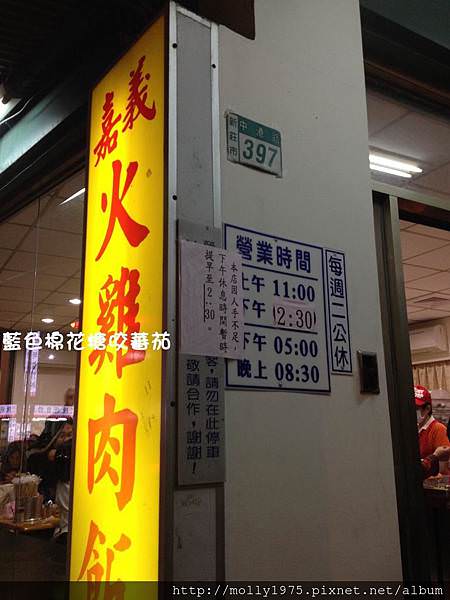 嘉義
火雞肉飯
新莊市
中港路
397
營業時間
上午 11:00
下午 2:30
下午 05:00
晚上 08:30
每週二公休
本店因人手不足,
下午休息時間暫時
提早至2:30。
客,請勿在此停車
敬請合作,謝謝!
藍色棉花糖咬蕃茄
http://molly1975.pixnet.net/album